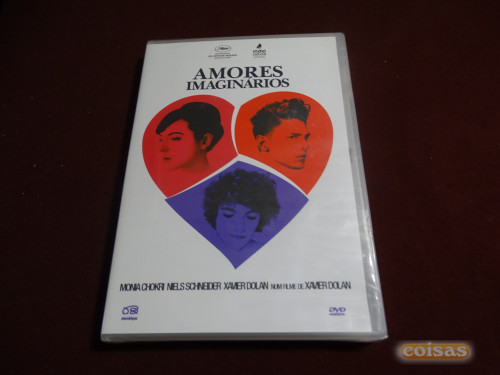 AMORES
IMAGINÁRIOS
MONIA CHOKRI NIELS SCHNEIDER XAVIER DOLAN NUM FILME DE XAVIER DOLAN
DVD
coisas